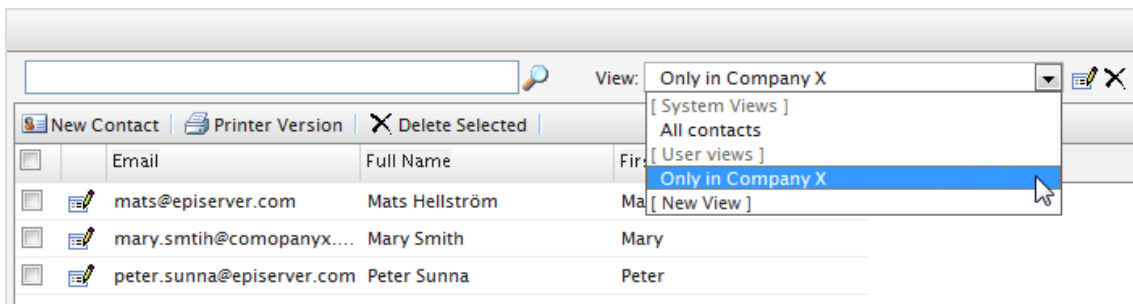 View: Only in Company X
[ System Views ]
All contacts
[ User views ]
Only in Company X
[ New View ]
New Contact Printer Version Delete Selected
Email Full Name Fir
mats@episerver.com Mats Hellström Ma
mary.smtih@comopanyx.... Mary Smith Mary
peter.sunna@episerver.com Peter Sunna Peter